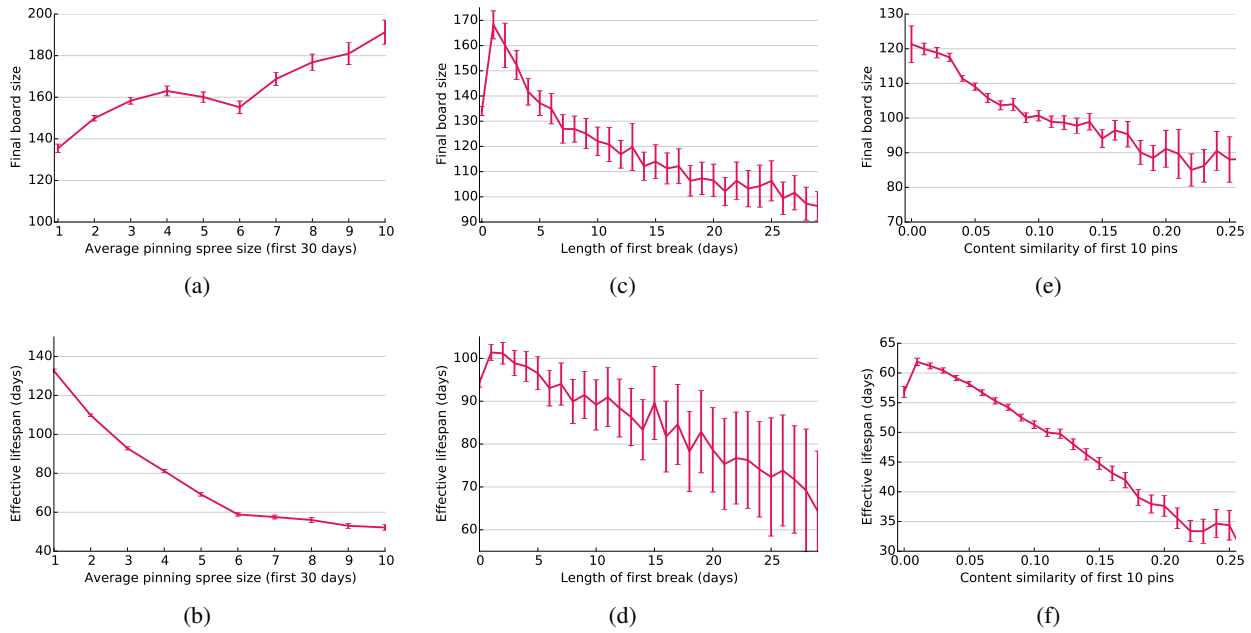 200
180
160
140
120
100
Final board size
1 2 3 4 5 6 7 8 9 10
Average pinning spree size (first 30 days)
(a)
170
160
150
140
130
120
110
100
90
Final board size
0 5 10 15 20 25
Length of first break (days)
(c)
130
120
110
100
90
80
70
Final board size
0.00 0.05 0.10 0.15 0.20 0.25
Content similarity of first 10 pins
(e)
140
120
100
80
60
40
Effective lifespan (days)
1 2 3 4 5 6 7 8 9 10
Average pinning spree size (first 30 days)
(b)
100
90
80
70
60
Effective lifespan (days)
0 5 10 15 20 25
Length of first break (days)
(d)
65
60
55
50
45
40
35
30
Effective lifespan (days)
0.00 0.05 0.10 0.15 0.20 0.25
Content similarity of first 10 pins
(f)